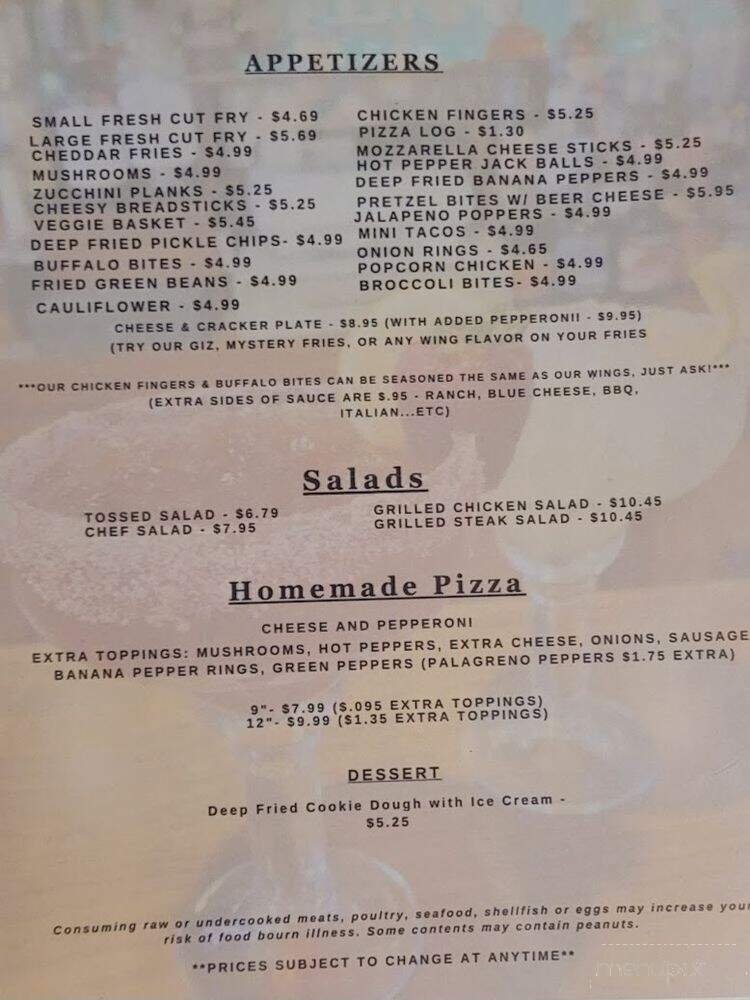 APPETIZERS
SMALL FRESH CUT FRY - $4.69
LARGE FRESH CUT FRY - $5.69
CHEDDAR FRIES - $4.99
MUSHROOMS - $4.99
ZUCCHINI PLANKS - $5.25
CHEESY BREADSTICKS - $5.25
VEGGIE BASKET - $5.45
DEEP FRIED PICKLE CHIPS- $4.99
BUFFALO BITES - $4.99
FRIED GREEN BEANS - $4.99
CAULIFLOWER - $4.99
CHICKEN FINGERS - $5.25
PIZZA LOG - $1.30
MOZZARELLA CHEESE STICKS - $5.25
HOT PEPPER JACK BALLS - $4.99
DEEP FRIED BANANA PEPPERS - $4.99
PRETZEL BITES W/ BEER CHEESE - $5.95
JALAPENO POPPERS - $4.99
MINI TACOS - $4.99
ONION RINGS - $4.65
POPCORN CHICKEN - $4.99
BROCCOLI BITES- $4.99
CHEESE & CRACKER PLATE - $8.95 (WITH ADDED PEPPERONI! - $9.95)
(TRY OUR GIZ, MYSTERY FRIES, OR ANY WING FLAVOR ON YOUR FRIES
***OUR CHICKEN FINGERS & BUFFALO BITES CAN BE SEASONED THE SAME AS OUR WINGS, JUST ASK!***
(EXTRA SIDES OF SAUCE ARE $.95 - RANCH, BLUE CHEESE, BBQ,
ITALIAN...ETC)
Salads
TOSSED SALAD - $6.79
CHEF SALAD - $7.95
GRILLED CHICKEN SALAD - $10.45
GRILLED STEAK SALAD - $10.45
Homemade Pizza
CHEESE AND PEPPERONI
EXTRA TOPPINGS: MUSHROOMS, HOT PEPPERS, EXTRA CHEESE, ONIONS, SAUSAGE
BANANA PEPPER RINGS, GREEN PEPPERS (PALAGRENO PEPPERS $1.75 EXTRA)
9"- $7.99 ($.095 EXTRA TOPPINGS)
12"- $9.99 ($1.35 EXTRA TOPPINGS)
DESSERT
Deep Fried Cookie Dough with Ice Cream -
$5.25
Consuming raw or undercooked meats, poultry, seafood, shellfish or eggs may increase your
risk of food bourn illness. Some contents may contain peanuts.
**PRICES SUBJECT TO CHANGE AT ANYTIME**
menupix